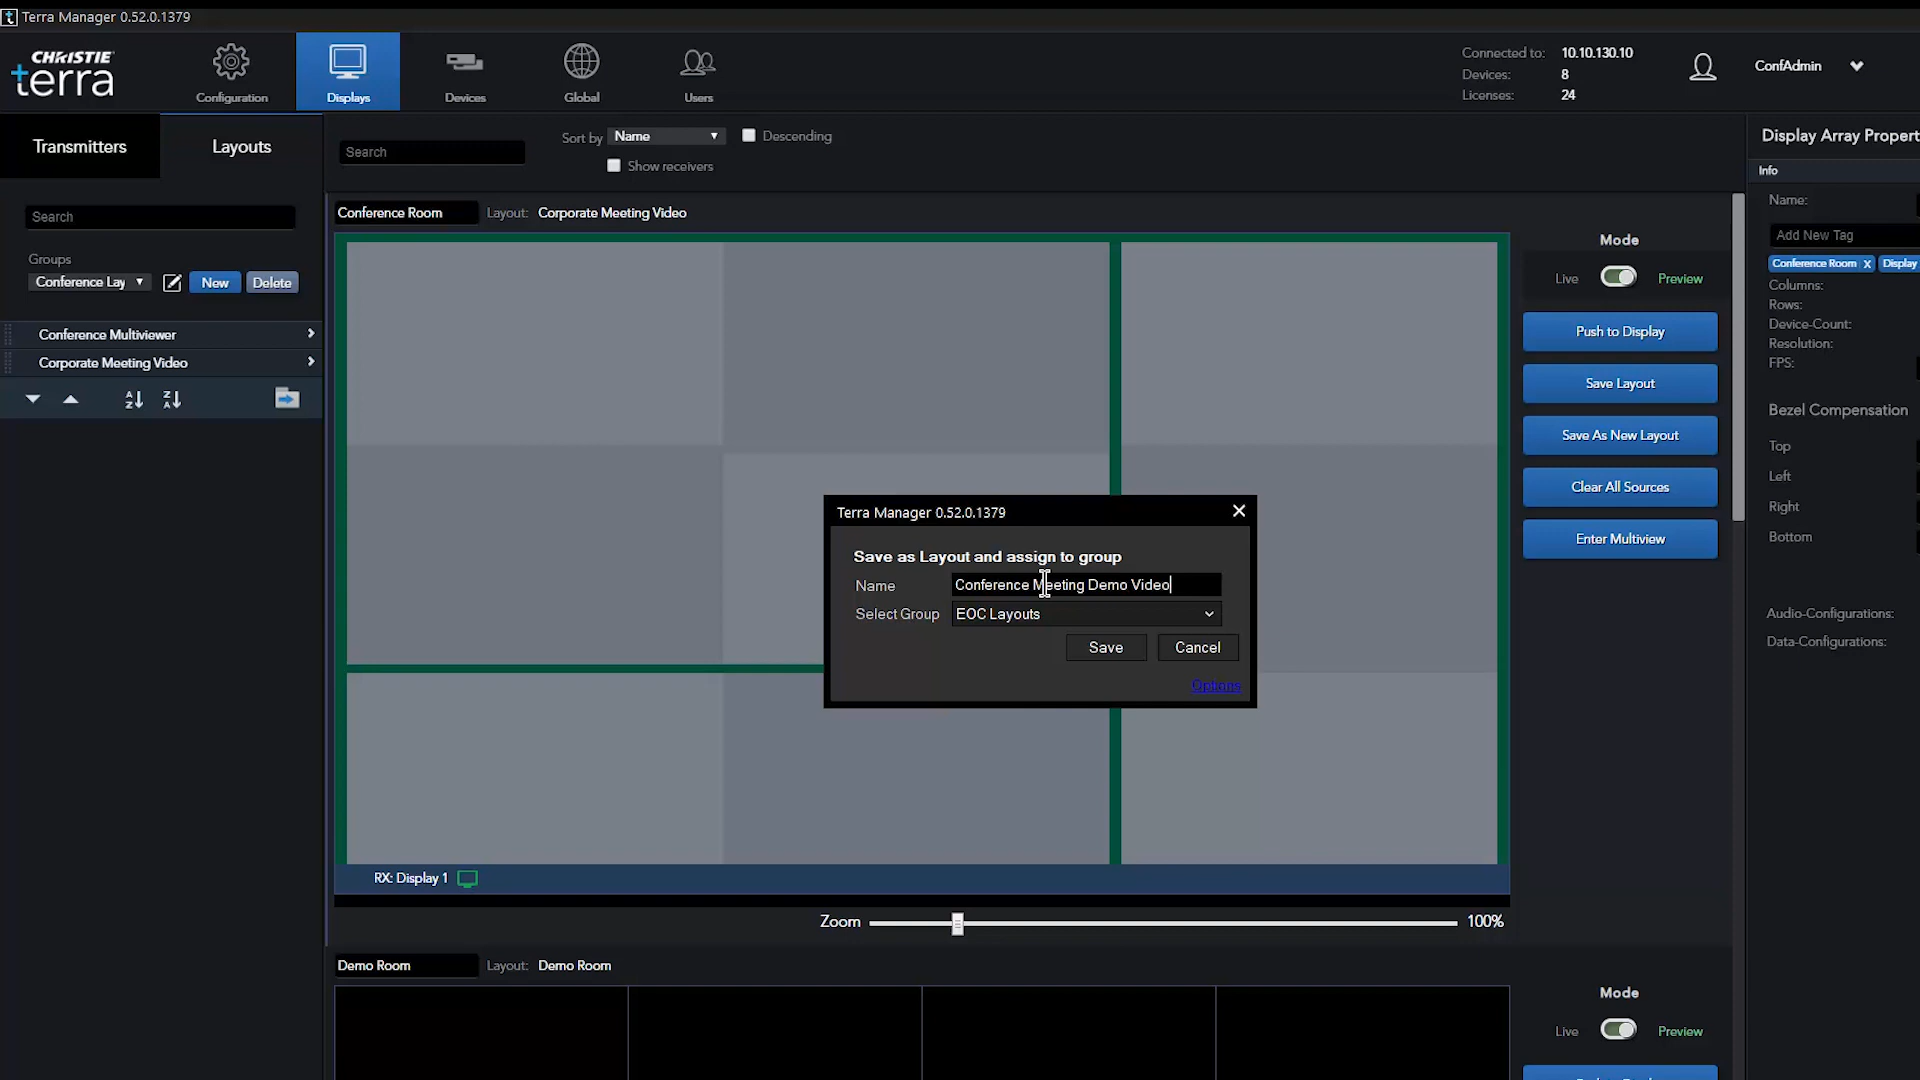 Terra Manager 0.52.0.1379
CHRISTIE
terra
Configuration
Displays
Devices
Global
Users
Connected to: 10.10.130.10
Devices: 8
Licenses: 24
ConfAdmin
Transmitters
Layouts
Search
Groups
Conference Lay
New
Delete
Conference Multiviewer
Corporate Meeting Video
Search
Sort by Name
Descending
Show receivers
Conference Room
Layout: Corporate Meeting Video
RX: Display 1
Zoom
100%
Mode
Live
Preview
Push to Display
Save Layout
Save As New Layout
Clear All Sources
Enter Multiview
Terra Manager 0.52.0.1379
Save as Layout and assign to group
Name Conference Meeting Demo Video
Select Group EOC Layouts
Save
Cancel
Options
Demo Room
Layout: Demo Room
Mode
Live
Preview
Display Array Propert
Info
Name:
Add New Tag
Conference Room x
Display
Columns:
Rows:
Device-Count:
Resolution:
FPS:
Bezel Compensation
Top
Left
Right
Bottom
Audio-Configurations:
Data-Configurations: